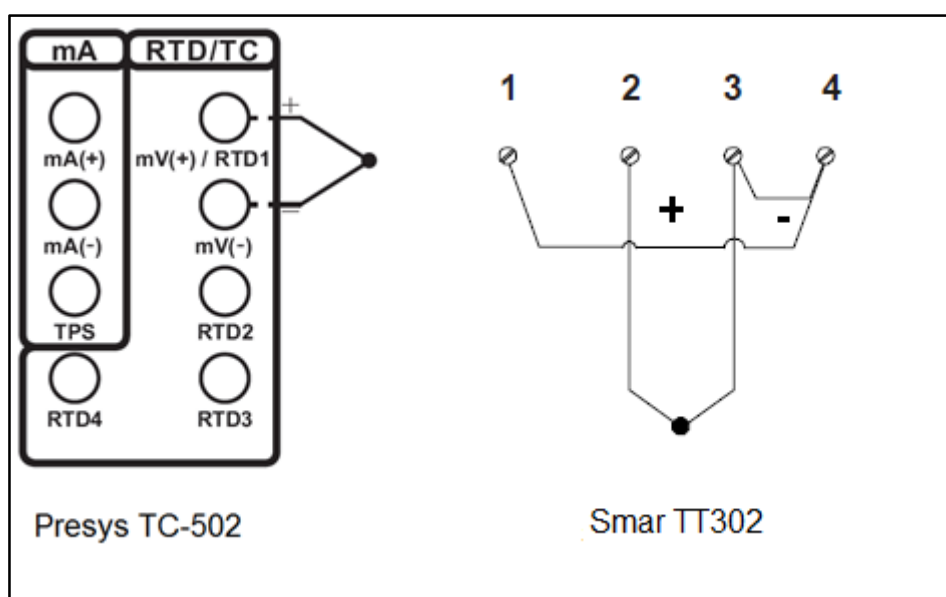 mA RTD/TC
+
mA(+) mV(+) / RTD1
−
mA(-) mV(-)
TPS RTD2
RTD4 RTD3
Presys TC-502
1 2 3 4
+ -
Smar TT302